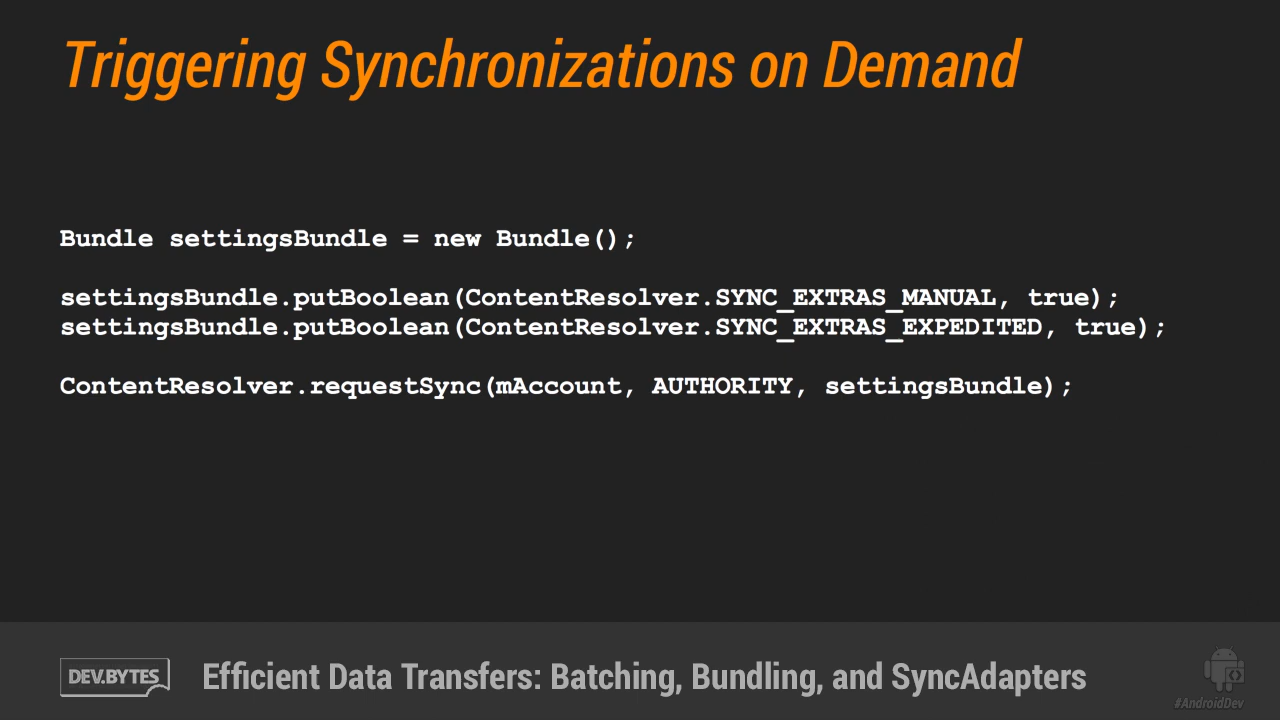 Triggering Synchronizations on Demand
Bundle settingsBundle = new Bundle();
settingsBundle.putBoolean(ContentResolver.SYNC_EXTRAS_MANUAL, true);
settingsBundle.putBoolean(ContentResolver.SYNC_EXTRAS_EXPEDITED, true);
ContentResolver.requestSync(mAccount, AUTHORITY, settingsBundle);
DEV.BYTES
Efficient Data Transfers: Batching, Bundling, and SyncAdapters
#AndroidDev